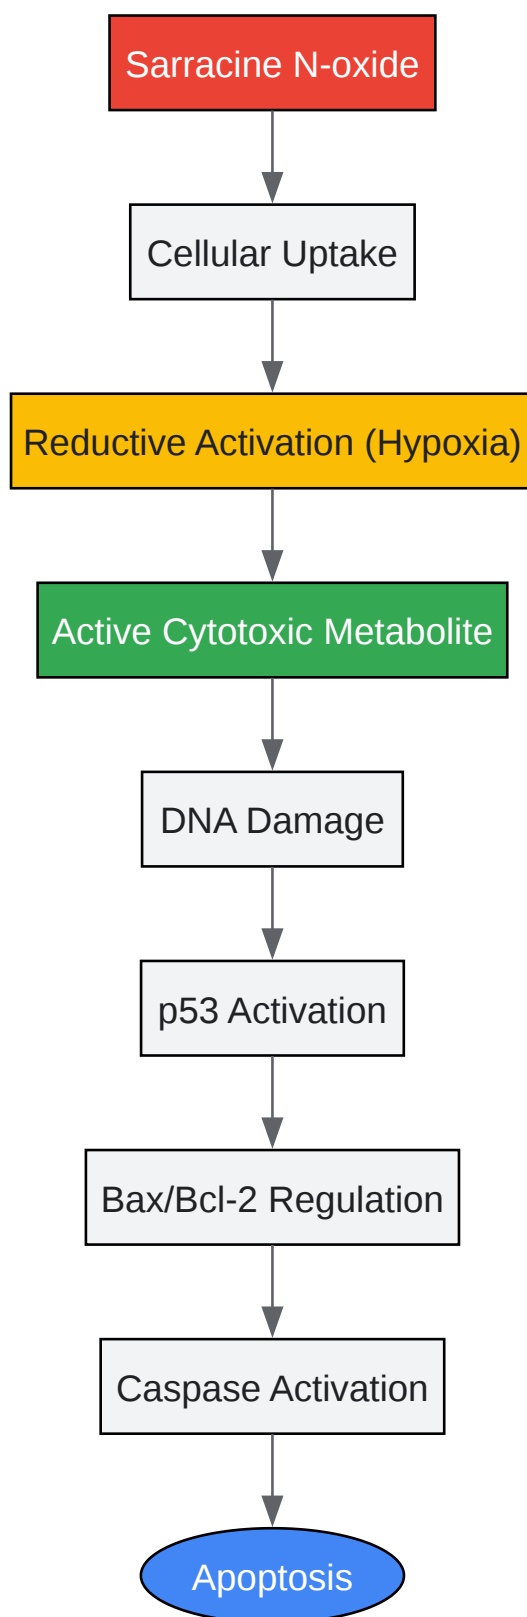 Sarracine N-oxide
Cellular Uptake
Reductive Activation (Hypoxia)
Active Cytotoxic Metabolite
DNA Damage
p53 Activation
Bax/Bcl-2 Regulation
Caspase Activation
Apoptosis